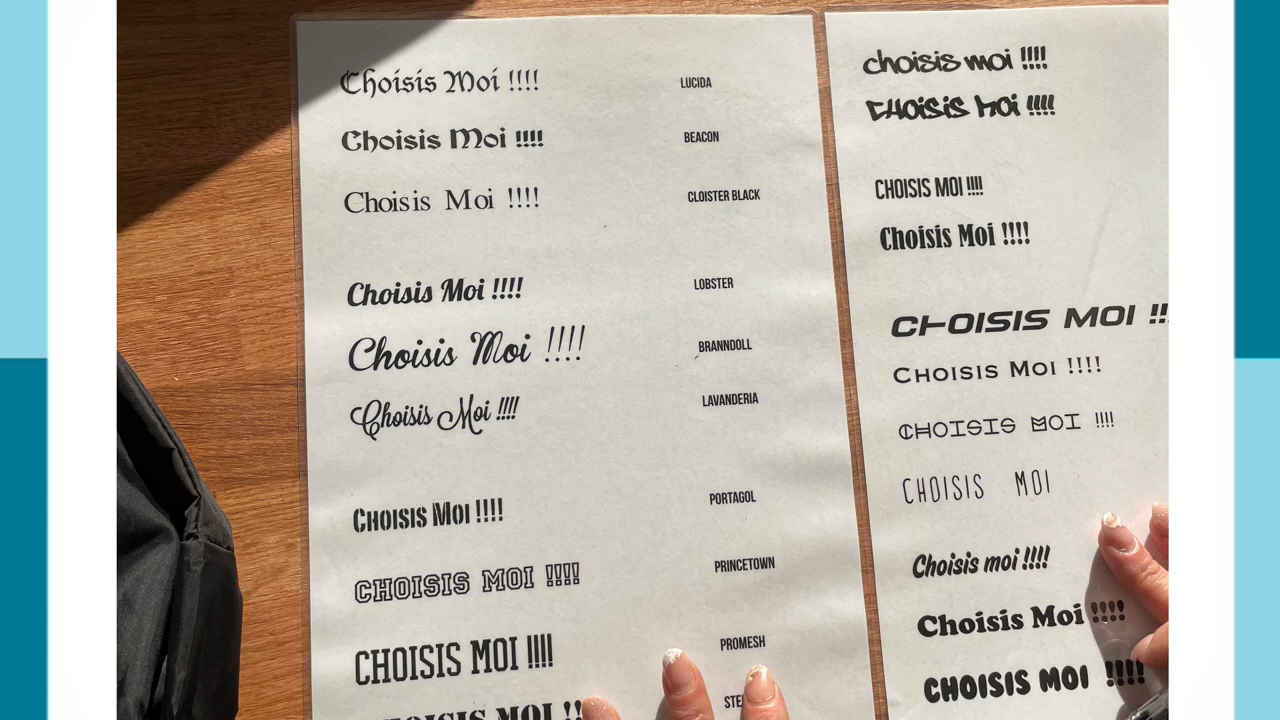 Choisis Moi !!!! LUCIDA
Choisis Moi !!!! BEACON
Choisis Moi !!!! CLOISTER BLACK
Choisis Moi !!!! LOBSTER
Choisis Moi !!!! BRANNDOLL
Choisis Moi !!!! LAVANDERIA
Choisis Moi !!!! PORTAGOL
CHOISIS MOI !!!! PRINCETOWN
CHOISIS MOI !!!! PROMESH
choisis moi !!!!
CHOISIS MOI !!!!
CHOISIS MOI !!!!
Choisis Moi !!!!
CHOISIS MOI !!
Choisis Moi !!!!
CHOISIS MOI !!!!
CHOISIS MOI
Choisis moi !!!!
Choisis Moi !!!!
CHOISIS MOI !!!!